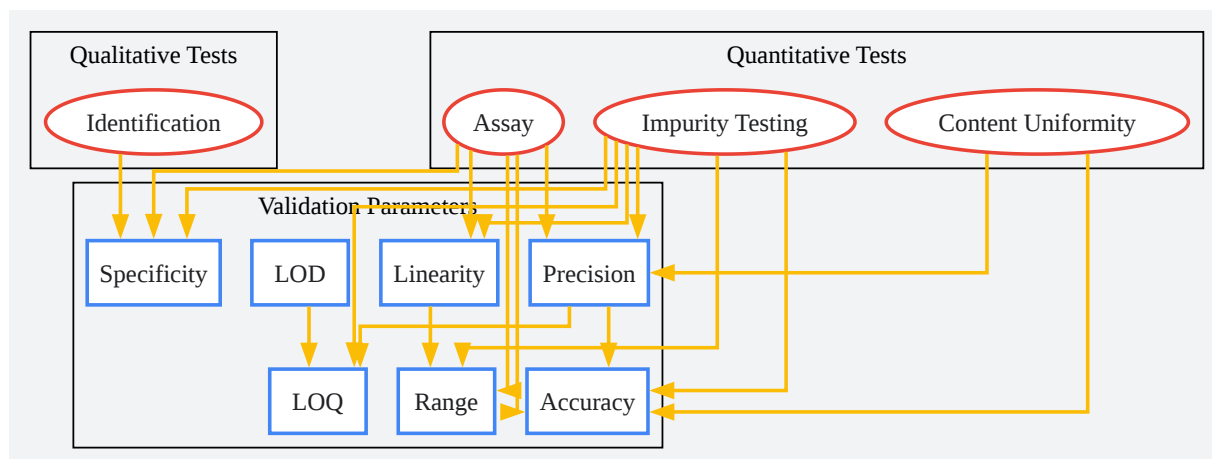 Qualitative Tests
Quantitative Tests
Identification
Assay
Impurity Testing
Content Uniformity
Validation Parameters
Specificity
LOD
Linearity
Precision
LOQ
Range
Accuracy